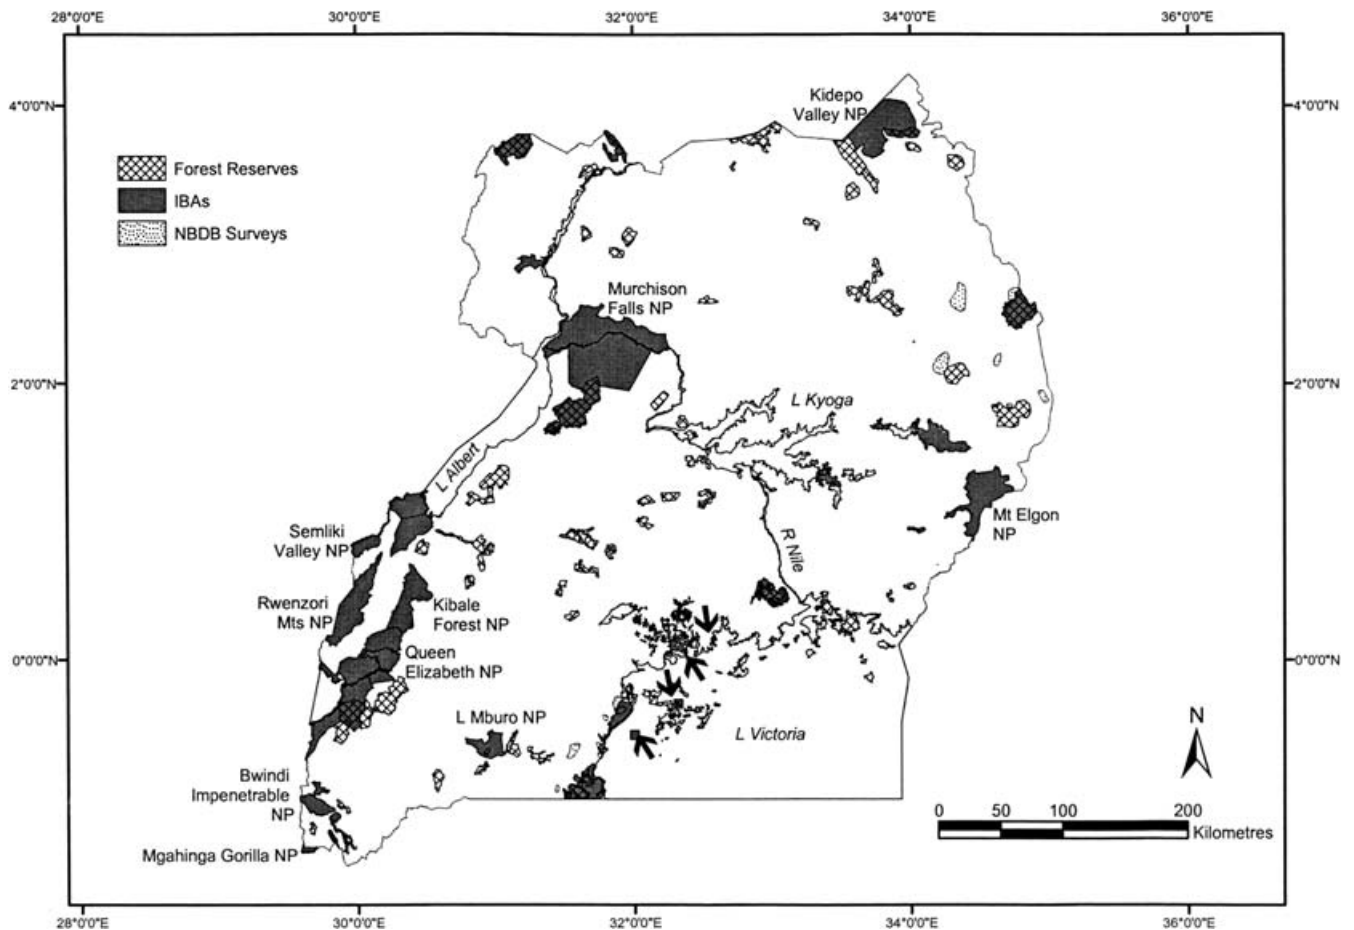 28°0'0"E
30°0'0"E
32°0'0"E
34°0'0"E
36°0'0"E
4°0'0"N
4°0'0"N
Kidepo
Valley NP
Forest Reserves
IBAs
NBDB Surveys
Murchison
Falls NP
2°0'0"N
2°0'0"N
L Kyoga
L Albert
Semliki
Valley NP
Mt Elgon
NP
R Nile
Rwenzori
Mts NP
Kibale
Forest NP
0°0'0"N
0°0'0"N
Queen
Elizabeth NP
L Mburo NP
L Victoria
N
Bwindi
Impenetrable
NP
0 50 100 200
Kilometres
Mgahinga Gorilla NP
28°0'0"E
30°0'0"E
32°0'0"E
34°0'0"E
36°0'0"E